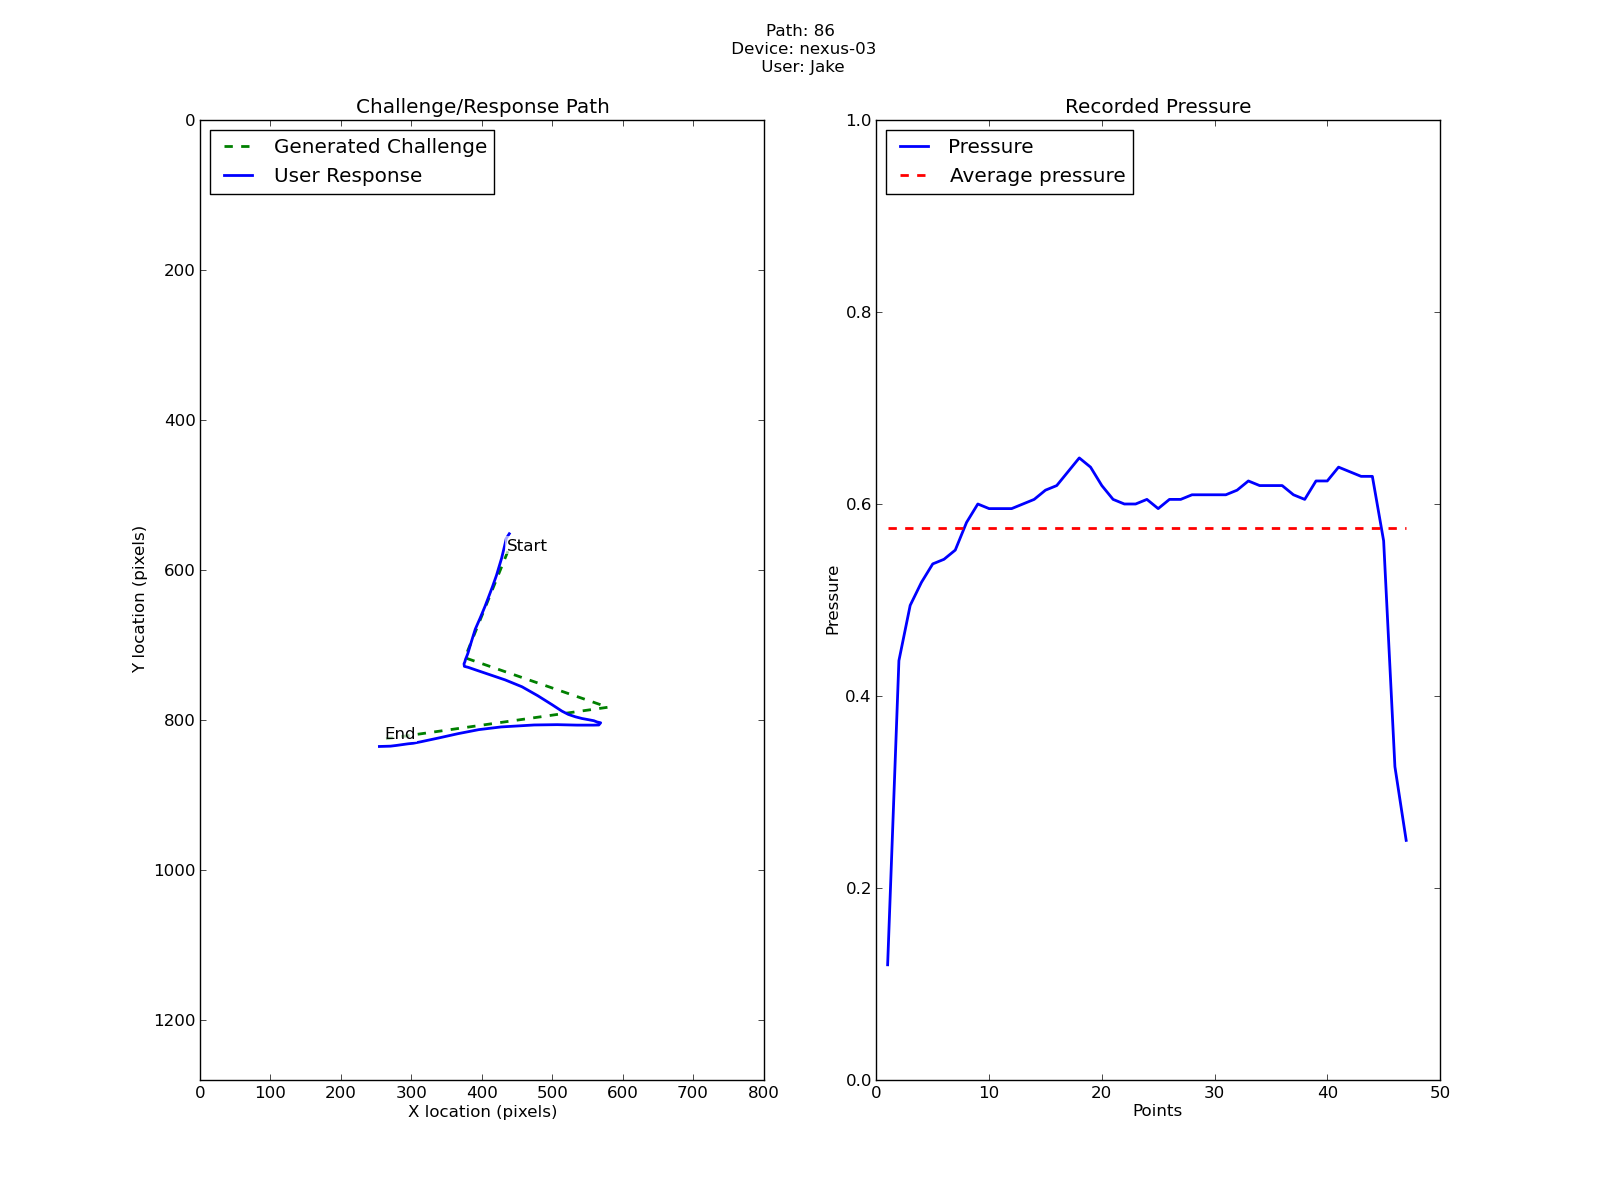 Path: 86
Device: nexus-03
User: Jake
Challenge/Response Path
Generated Challenge
User Response
Start
End
0
200
400
600
800
1000
1200
Y location (pixels)
0 100 200 300 400 500 600 700 800
X location (pixels)
Recorded Pressure
Pressure
Average pressure
1.0
0.8
0.6
0.4
0.2
0.0
Pressure
0 10 20 30 40 50
Points